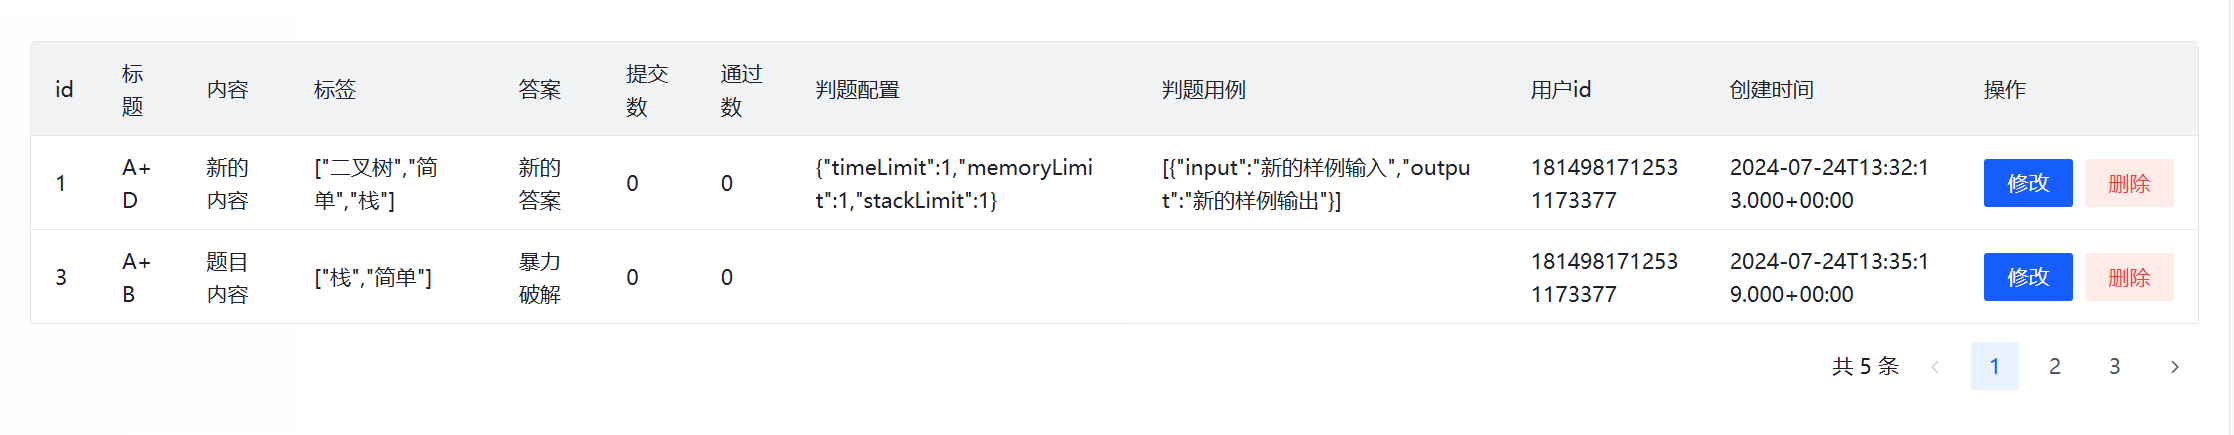 id 标题 内容 标签 答案 提交数 通过数 判题配置 判题用例 用户id 创建时间 操作
1 A+D 新的内容 ["二叉树","简单","栈"] 新的答案 0 0 {"timeLimit":1,"memoryLimit":1,"stackLimit":1} [{"input":"新的样例输入","output":"新的样例输出"}] 1814981712531173377 2024-07-24T13:32:13.000+00:00 修改 删除
3 A+B 题目内容 ["栈","简单"] 暴力破解 0 0 1814981712531173377 2024-07-24T13:35:19.000+00:00 修改 删除
共 5 条 < 1 2 3 >